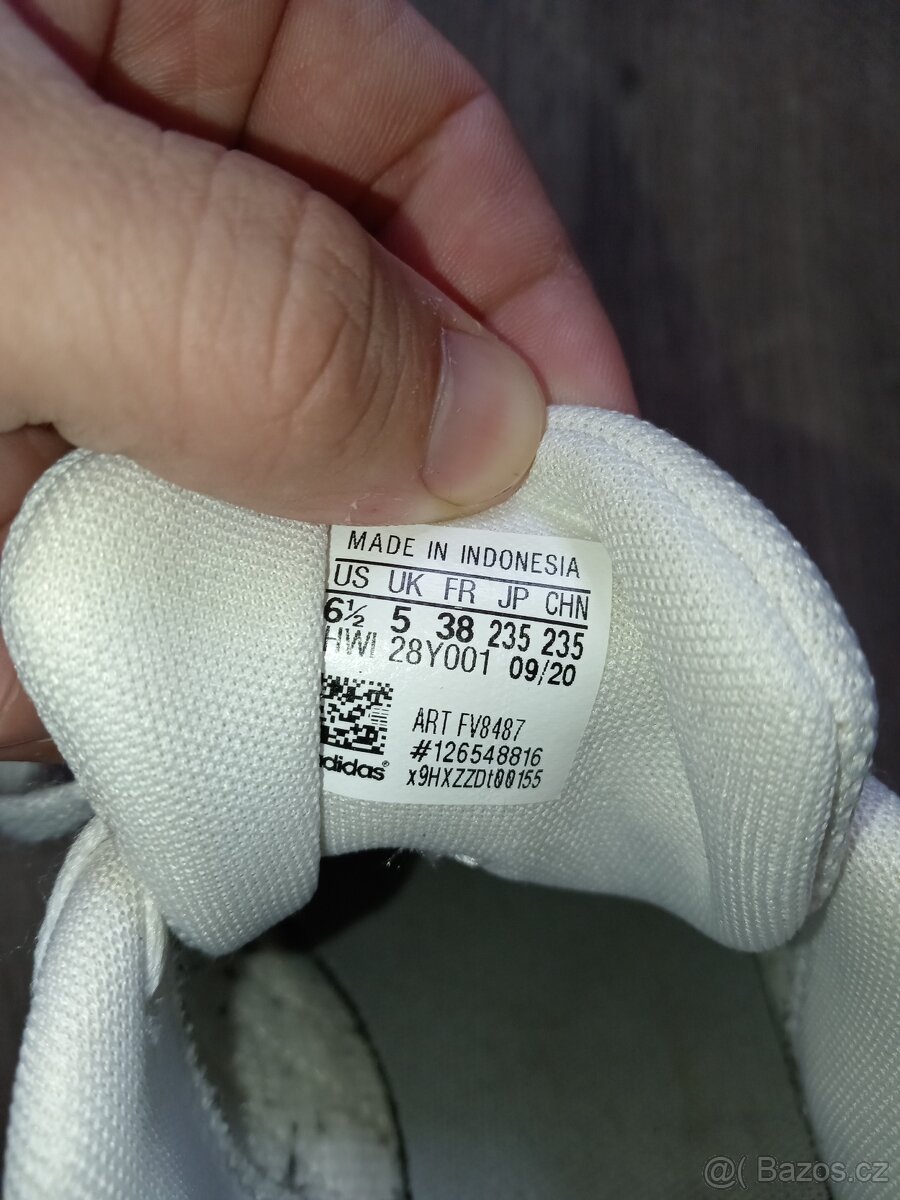 MADE IN INDONESIA
US UK FR JP CHN
6½ 5 38 235 235
HWI 28Y001 09/20
ART FV8487
#126548816
adidas® x9HXZZDt00155
@( Bazos.cz